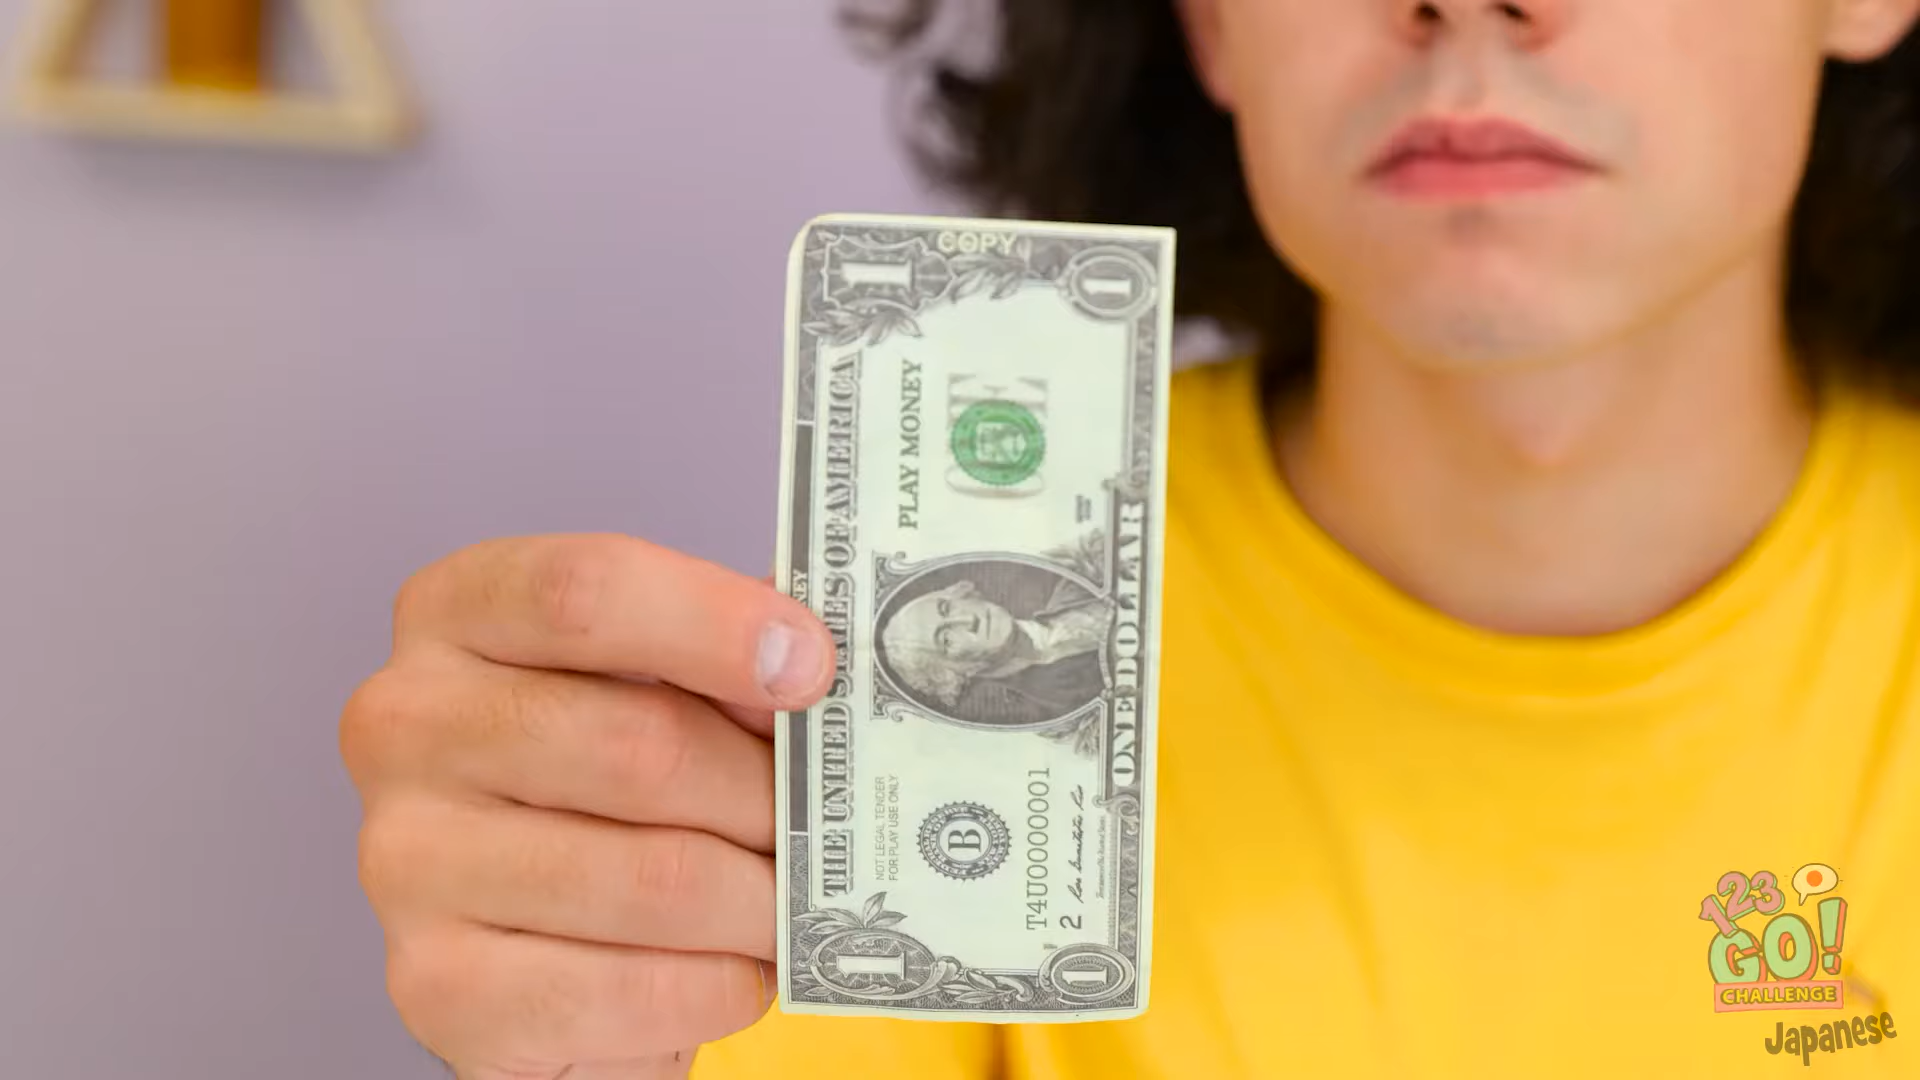 COPY
1
1
THE UNITED STATES OF AMERICA
PLAY MONEY
ONE DOLLAR
NOT LEGAL TENDER
FOR PLAY USE ONLY
B
T4U0000001
2
1
1
NEY
123
GO!
CHALLENGE
Japanese